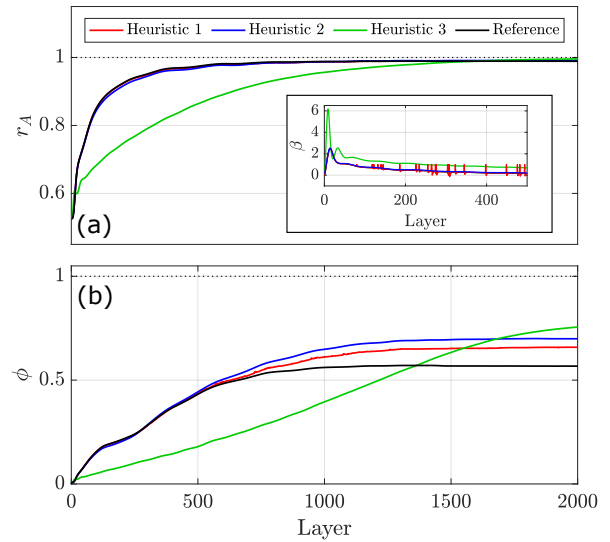 Heuristic 1 Heuristic 2 Heuristic 3 Reference
1
0.8
0.6
r_A
(a)
6
4
2
0
β
0 200 400
Layer
1
0.5
0
ϕ
(b)
0 500 1000 1500 2000
Layer